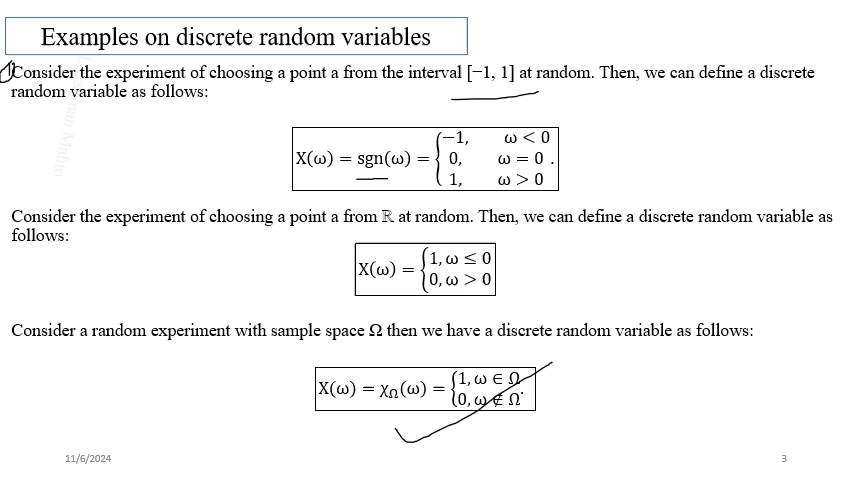 Examples on discrete random variables
1) Consider the experiment of choosing a point a from the interval [−1, 1] at random. Then, we can define a discrete
random variable as follows:
X(ω) = sgn(ω) = { −1, ω < 0
0, ω = 0 .
1, ω > 0
Consider the experiment of choosing a point a from ℝ at random. Then, we can define a discrete random variable as
follows:
X(ω) = { 1, ω ≤ 0
0, ω > 0
Consider a random experiment with sample space Ω then we have a discrete random variable as follows:
X(ω) = χ_Ω(ω) = { 1, ω ∈ Ω
0, ω ∉ Ω .
11/6/2024
3